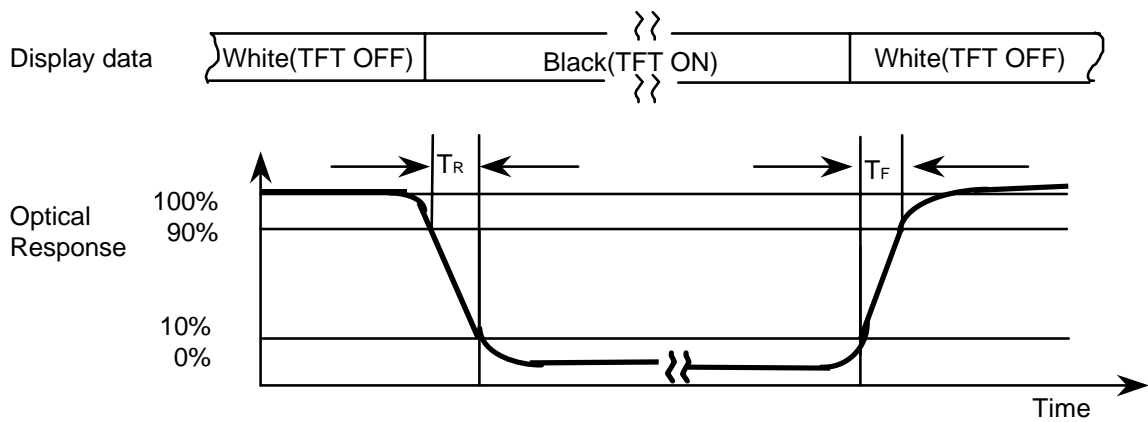 Display data
White(TFT OFF) Black(TFT ON) White(TFT OFF)
TR TF
100%
Optical
90%
Response
10%
0%
Time